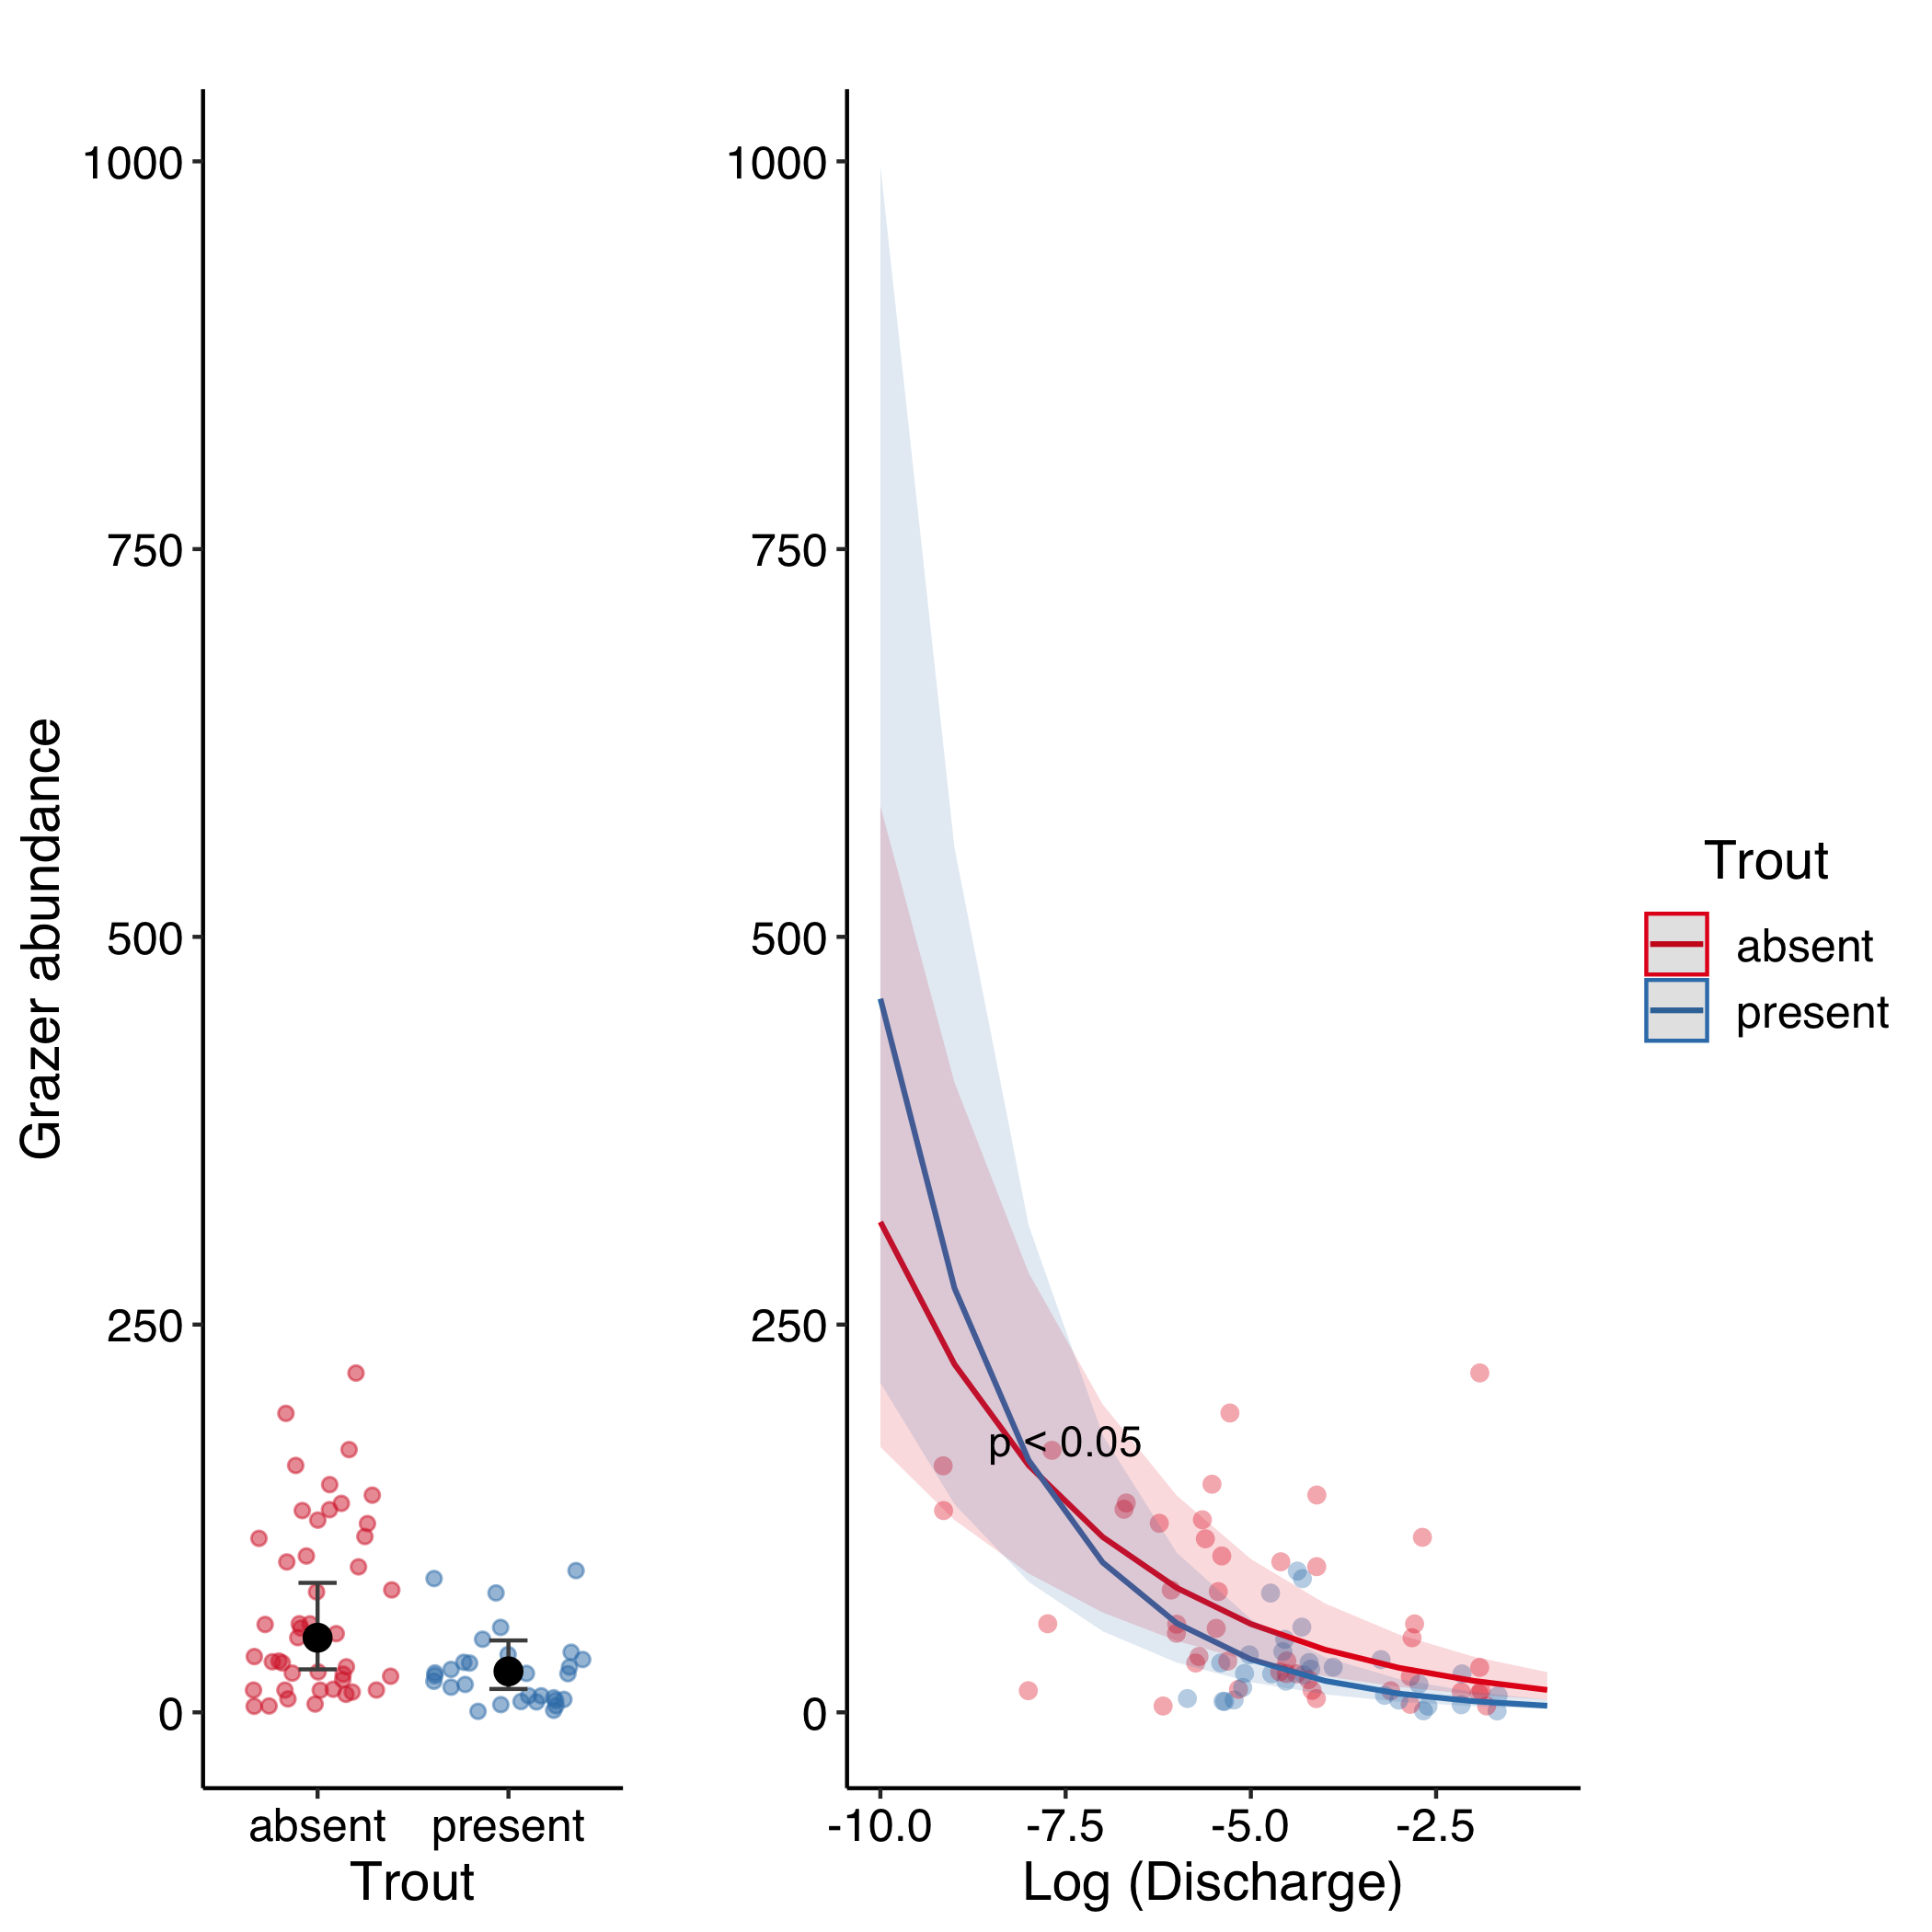 Grazer abundance
1000
750
500
250
0
absent present
Trout
1000
750
500
250
0
p < 0.05
-10.0 -7.5 -5.0 -2.5
Log (Discharge)
Trout
absent
present